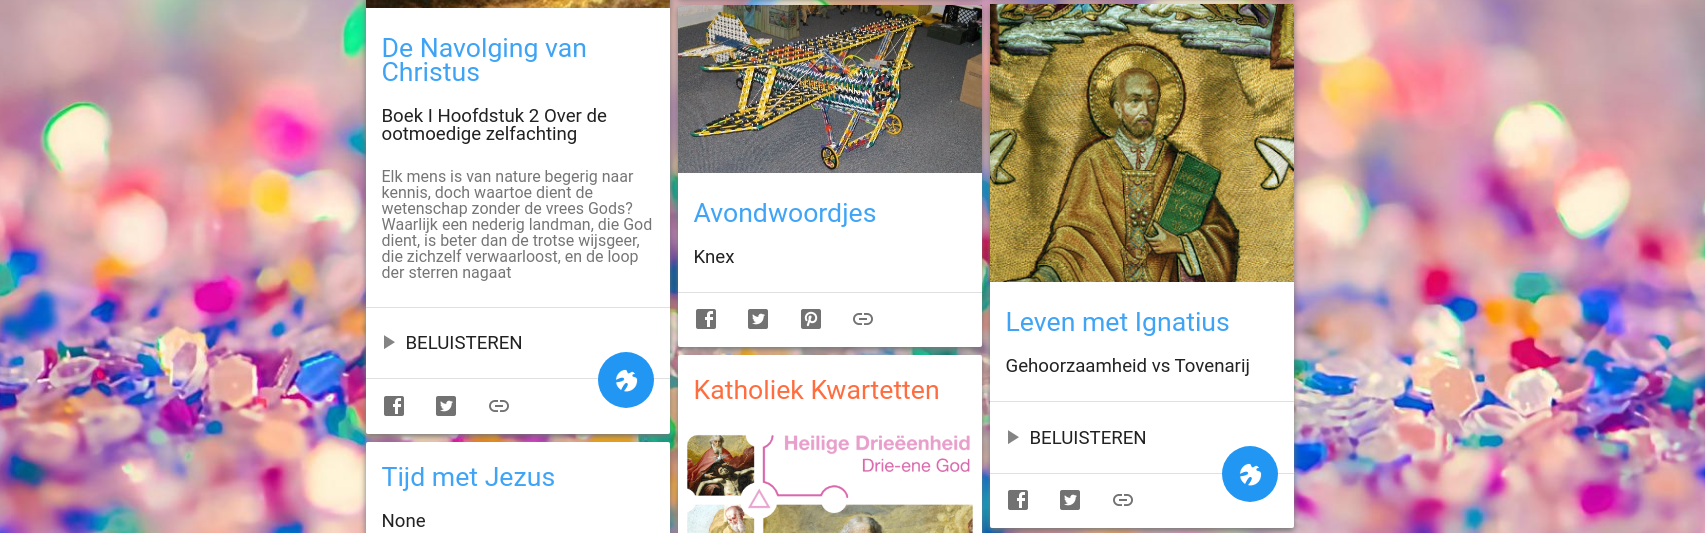 De Navolging van
Christus
Boek I Hoofdstuk 2 Over de
ootmoedige zelfachting
Elk mens is van nature begerig naar
kennis, doch waartoe dient de
wetenschap zonder de vrees Gods?
Waarlijk een nederig landman, die God
dient, is beter dan de trotse wijsgeer,
die zichzelf verwaarloost, en de loop
der sterren nagaat
BELUISTEREN
Tijd met Jezus
None
Avondwoordjes
Knex
Katholiek Kwartetten
Heilige Drieëenheid
Drie-ene God
Leven met Ignatius
Gehoorzaamheid vs Tovenarij
BELUISTEREN